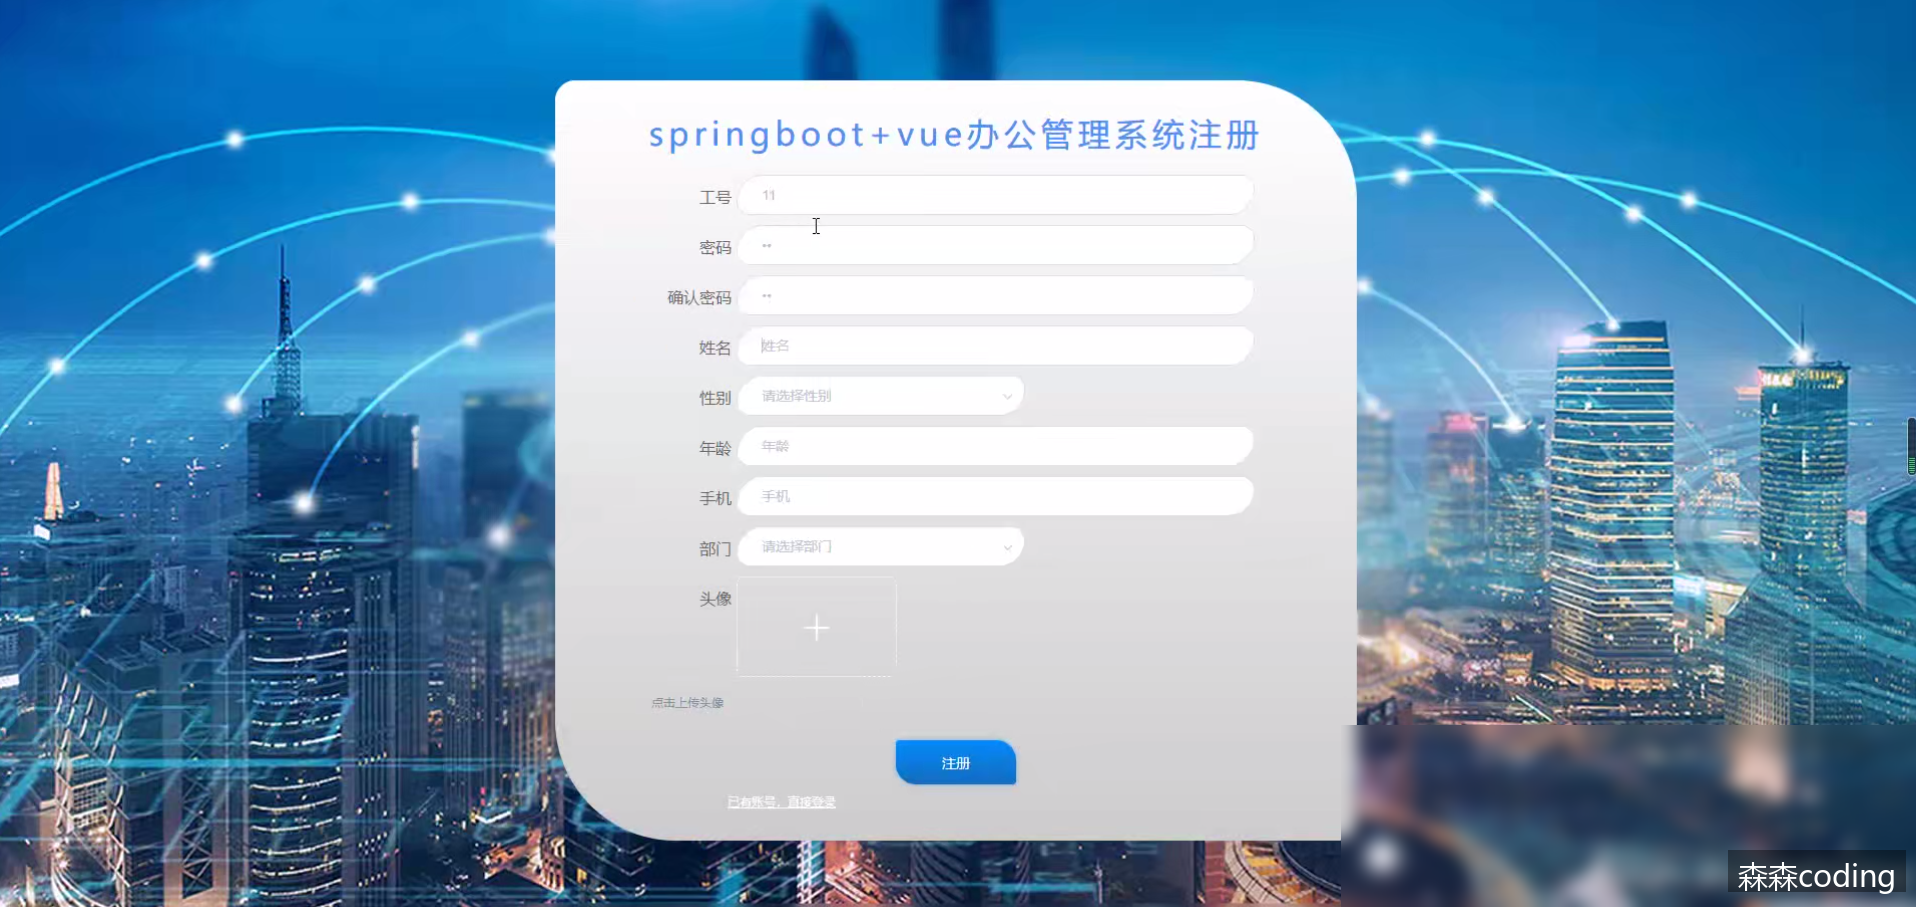 springboot+vue办公管理系统注册
工号 11
密码 ••
确认密码 ••
姓名 姓名
性别 请选择性别
年龄 年龄
手机 手机
部门 请选择部门
头像 +
点击上传头像
注册
已有账号，直接登录
森森coding